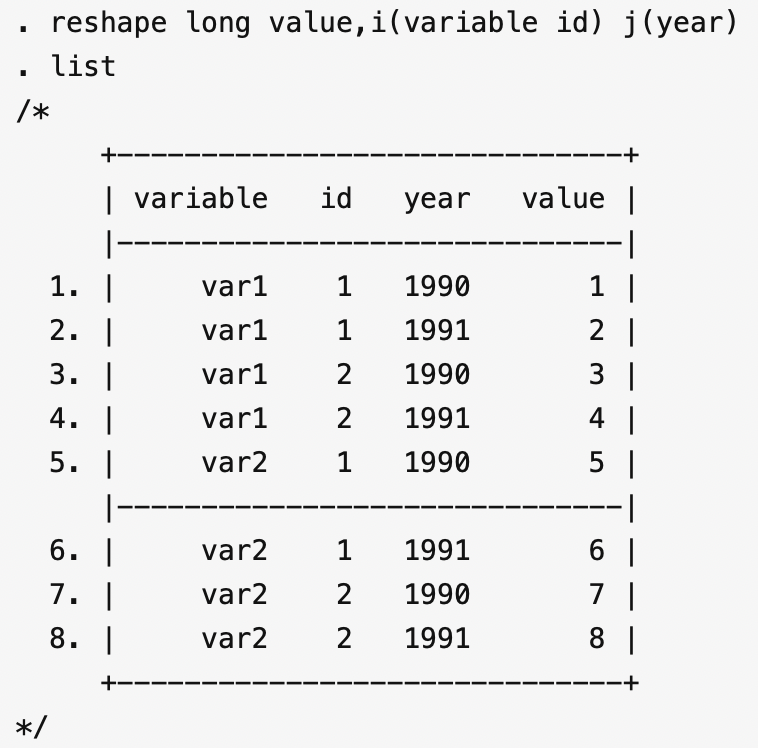 . reshape long value,i(variable id) j(year)
. list
/*
     +------------------------------+
     | variable   id   year   value |
     |------------------------------|
  1. |     var1    1   1990       1 |
  2. |     var1    1   1991       2 |
  3. |     var1    2   1990       3 |
  4. |     var1    2   1991       4 |
  5. |     var2    1   1990       5 |
     |------------------------------|
  6. |     var2    1   1991       6 |
  7. |     var2    2   1990       7 |
  8. |     var2    2   1991       8 |
     +------------------------------+
*/